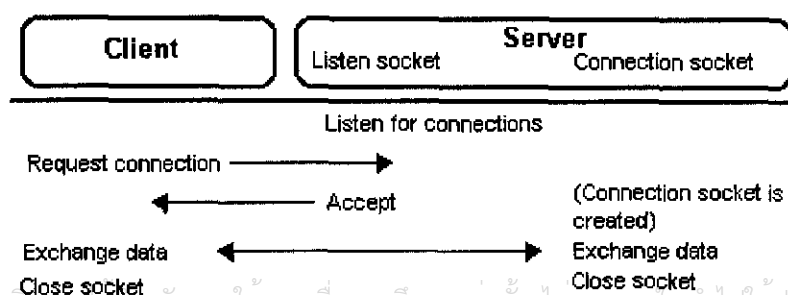 Client
Server
Listen socket
Connection socket
Listen for connections
Request connection
Accept
(Connection socket is
created)
Exchange data
Exchange data
Close socket
Close socket